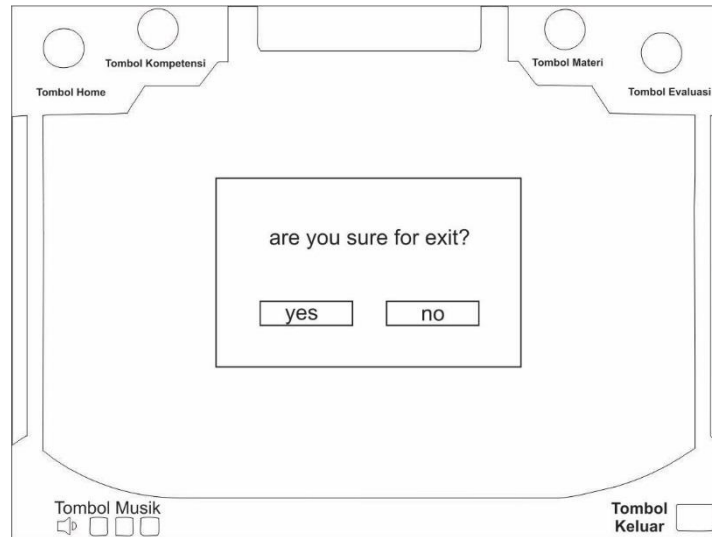 Tombol Kompetensi
Tombol Materi
Tombol Home
Tombol Evaluasi
are you sure for exit?
yes
no
Tombol Musik
Tombol
Keluar